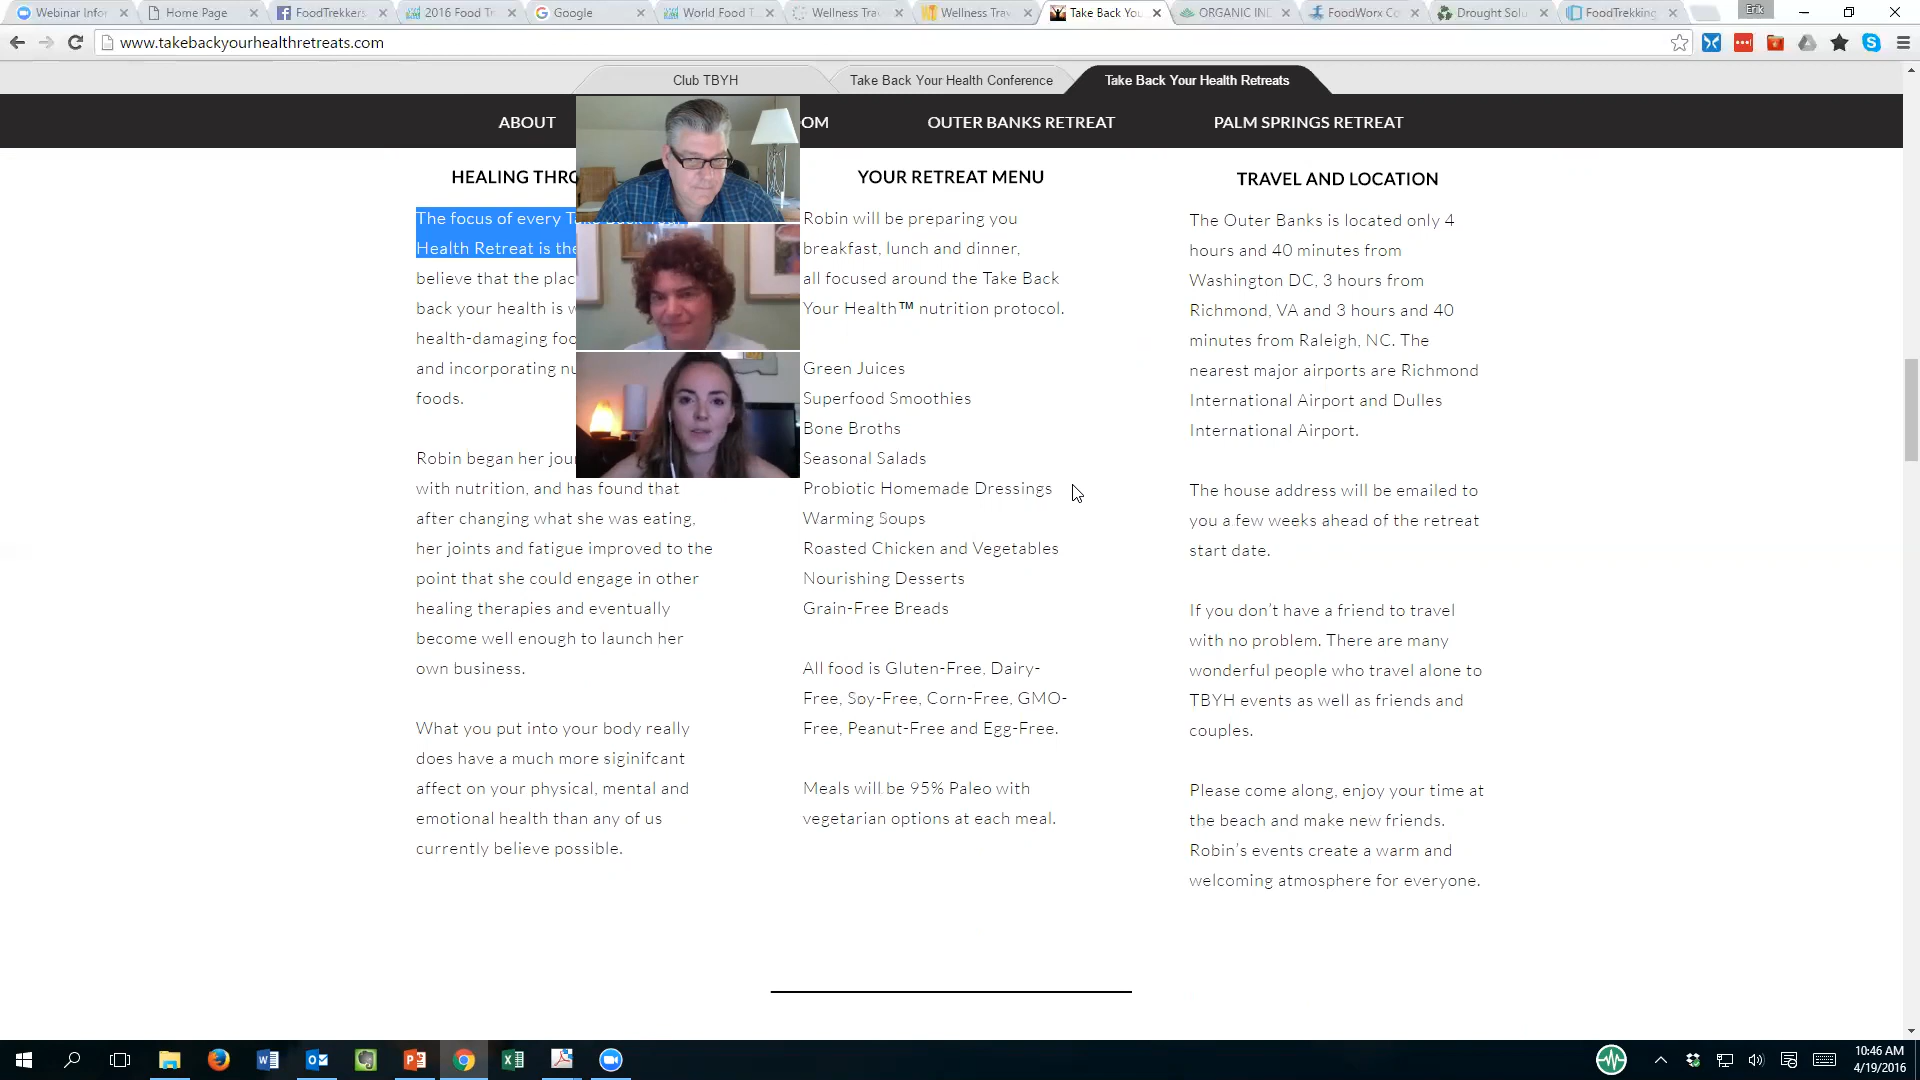 Webinar Infor
Home Page
FoodTrekkers
2016 Food Tr
Google
World Food T
Wellness Trav
Wellness Trav
Take Back You
ORGANIC IND
FoodWorx Co
Drought Solu
FoodTrekking
Erik
www.takebackyourhealthretreats.com
Club TBYH
Take Back Your Health Conference
Take Back Your Health Retreats
ABOUT
OM
OUTER BANKS RETREAT
PALM SPRINGS RETREAT
HEALING THRO
The focus of every T
Health Retreat is the
believe that the plac
back your health is w
health-damaging foo
and incorporating nu
foods.
Robin began her jour
with nutrition, and has found that
after changing what she was eating,
her joints and fatigue improved to the
point that she could engage in other
healing therapies and eventually
become well enough to launch her
own business.
What you put into your body really
does have a much more siginifcant
affect on your physical, mental and
emotional health than any of us
currently believe possible.
YOUR RETREAT MENU
Robin will be preparing you
breakfast, lunch and dinner,
all focused around the Take Back
Your Health™ nutrition protocol.
Green Juices
Superfood Smoothies
Bone Broths
Seasonal Salads
Probiotic Homemade Dressings
Warming Soups
Roasted Chicken and Vegetables
Nourishing Desserts
Grain-Free Breads
All food is Gluten-Free, Dairy-
Free, Soy-Free, Corn-Free, GMO-
Free, Peanut-Free and Egg-Free.
Meals will be 95% Paleo with
vegetarian options at each meal.
TRAVEL AND LOCATION
The Outer Banks is located only 4
hours and 40 minutes from
Washington DC, 3 hours from
Richmond, VA and 3 hours and 40
minutes from Raleigh, NC. The
nearest major airports are Richmond
International Airport and Dulles
International Airport.
The house address will be emailed to
you a few weeks ahead of the retreat
start date.
If you don't have a friend to travel
with no problem. There are many
wonderful people who travel alone to
TBYH events as well as friends and
couples.
Please come along, enjoy your time at
the beach and make new friends.
Robin's events create a warm and
welcoming atmosphere for everyone.
10:46 AM
4/19/2016